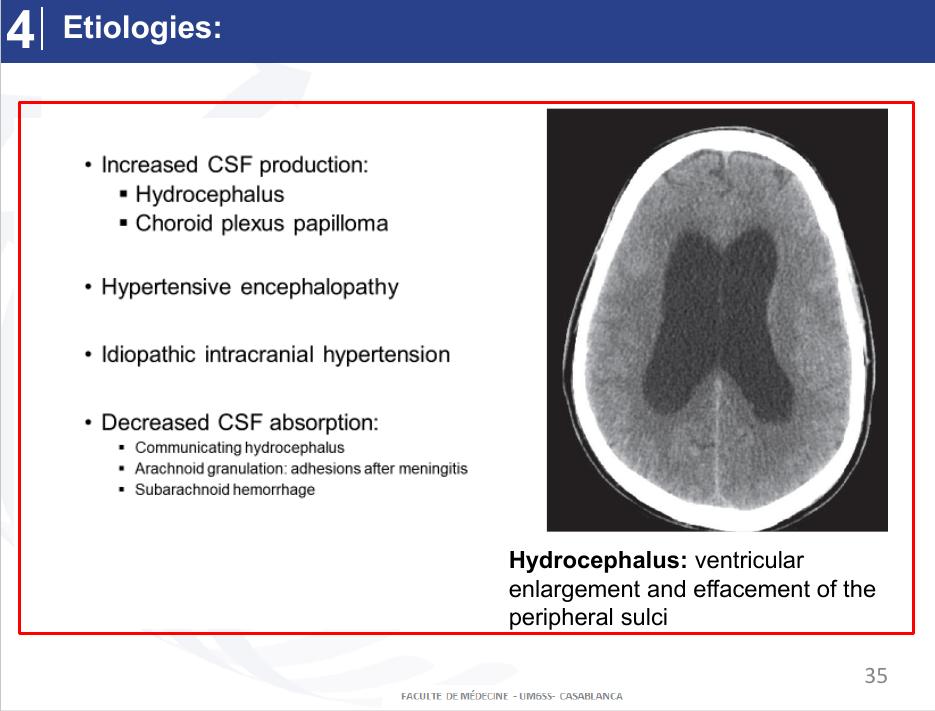 4
Etiologies:
• Increased CSF production:
▪ Hydrocephalus
▪ Choroid plexus papilloma
• Hypertensive encephalopathy
• Idiopathic intracranial hypertension
• Decreased CSF absorption:
▪ Communicating hydrocephalus
▪ Arachnoid granulation: adhesions after meningitis
▪ Subarachnoid hemorrhage
Hydrocephalus: ventricular
enlargement and effacement of the
peripheral sulci
35
FACULTE DE MÉDECINE - UM6SS- CASABLANCA